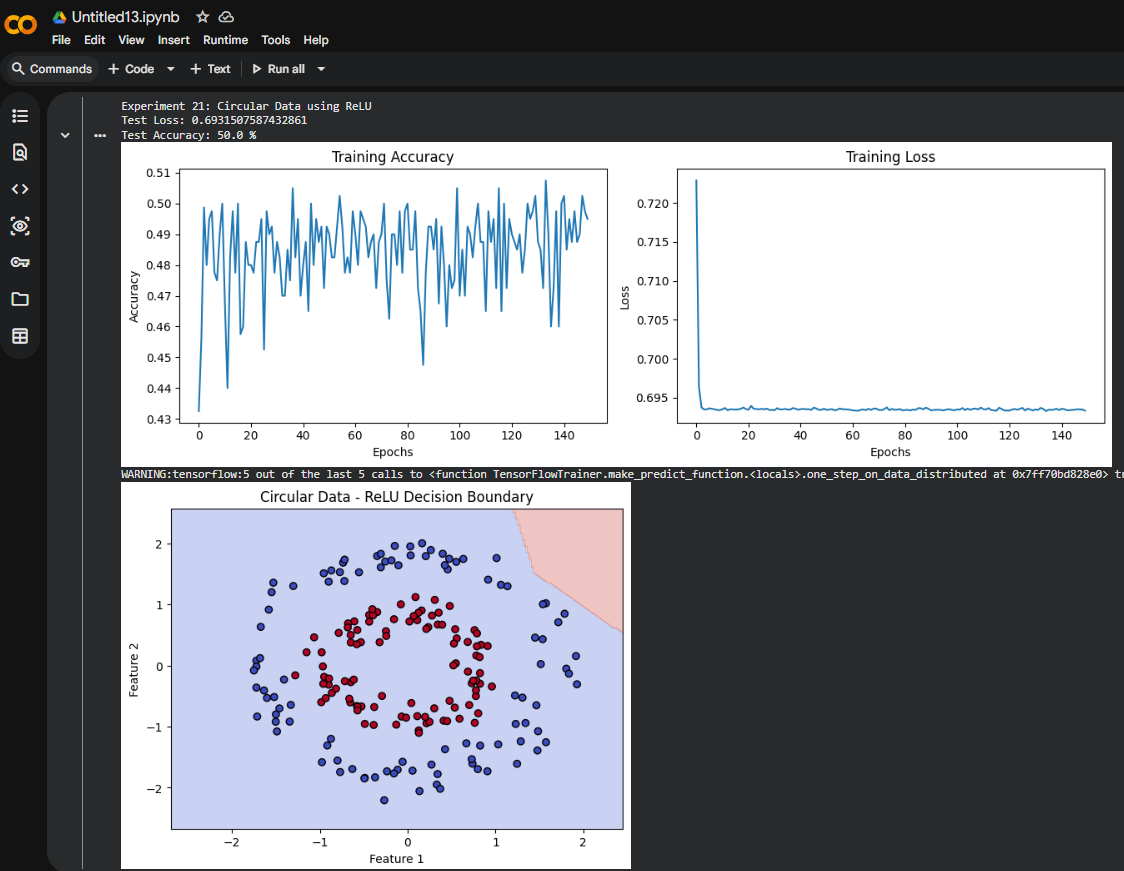 Untitled13.ipynb
File Edit View Insert Runtime Tools Help
Commands + Code + Text Run all
Experiment 21: Circular Data using ReLU
Test Loss: 0.6931507587432861
Test Accuracy: 50.0 %
Training Accuracy
0.51
0.50
0.49
0.48
0.47
0.46
0.45
0.44
0.43
Accuracy
0 20 40 60 80 100 120 140
Epochs
Training Loss
0.720
0.715
0.710
0.705
0.700
0.695
Loss
0 20 40 60 80 100 120 140
Epochs
WARNING:tensorflow:5 out of the last 5 calls to <function TensorFlowTrainer.make_predict_function.<locals>.one_step_on_data_distributed at 0x7ff70bd828e0> tr
Circular Data - ReLU Decision Boundary
2
1
0
−1
−2
Feature 2
−2 −1 0 1 2
Feature 1